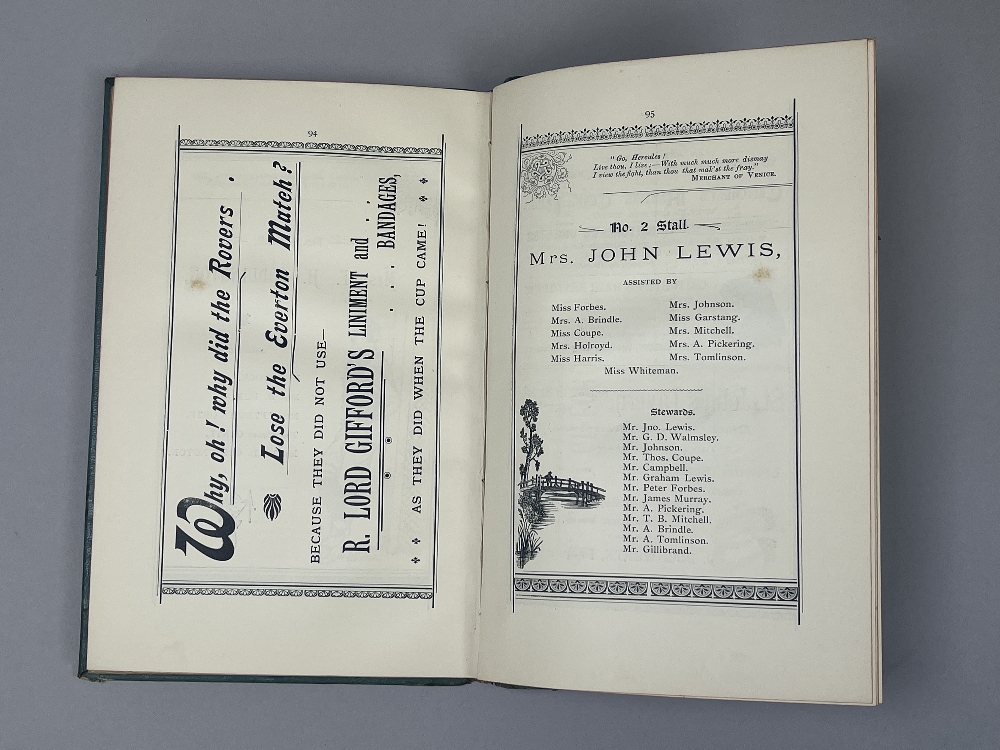 94
Why, oh! why did the Rovers .
Lose the Everton Match?
BECAUSE THEY DID NOT USE—
R. LORD GIFFORD'S LINIMENT and . .
. . . BANDAGES,
AS THEY DID WHEN THE CUP CAME!
95
"Go, Hercules!
Live thou, I live;—With much much more dismay
I view the fight, than thou that mak'st the fray."
MERCHANT OF VENICE.
No. 2 Stall.
Mrs. JOHN LEWIS,
ASSISTED BY
Miss Forbes. Mrs. Johnson.
Mrs. A. Brindle. Miss Garstang.
Miss Coupe. Mrs. Mitchell.
Mrs. Holroyd. Mrs. A. Pickering.
Miss Harris. Mrs. Tomlinson.
Miss Whiteman.
Stewards.
Mr. Jno. Lewis.
Mr. G. D. Walmsley.
Mr. Johnson.
Mr. Thos. Coupe.
Mr. Campbell.
Mr. Graham Lewis.
Mr. Peter Forbes.
Mr. James Murray.
Mr. A. Pickering.
Mr. T. B. Mitchell.
Mr. A. Brindle.
Mr. A. Tomlinson.
Mr. Gillibrand.